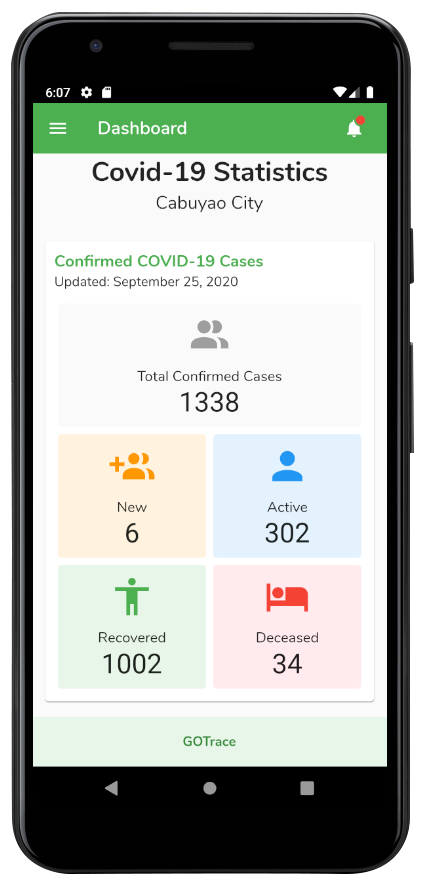 6:07
Dashboard
Covid-19 Statistics
Cabuyao City
Confirmed COVID-19 Cases
Updated: September 25, 2020
Total Confirmed Cases
1338
New
6
Active
302
Recovered
1002
Deceased
34
GOTrace